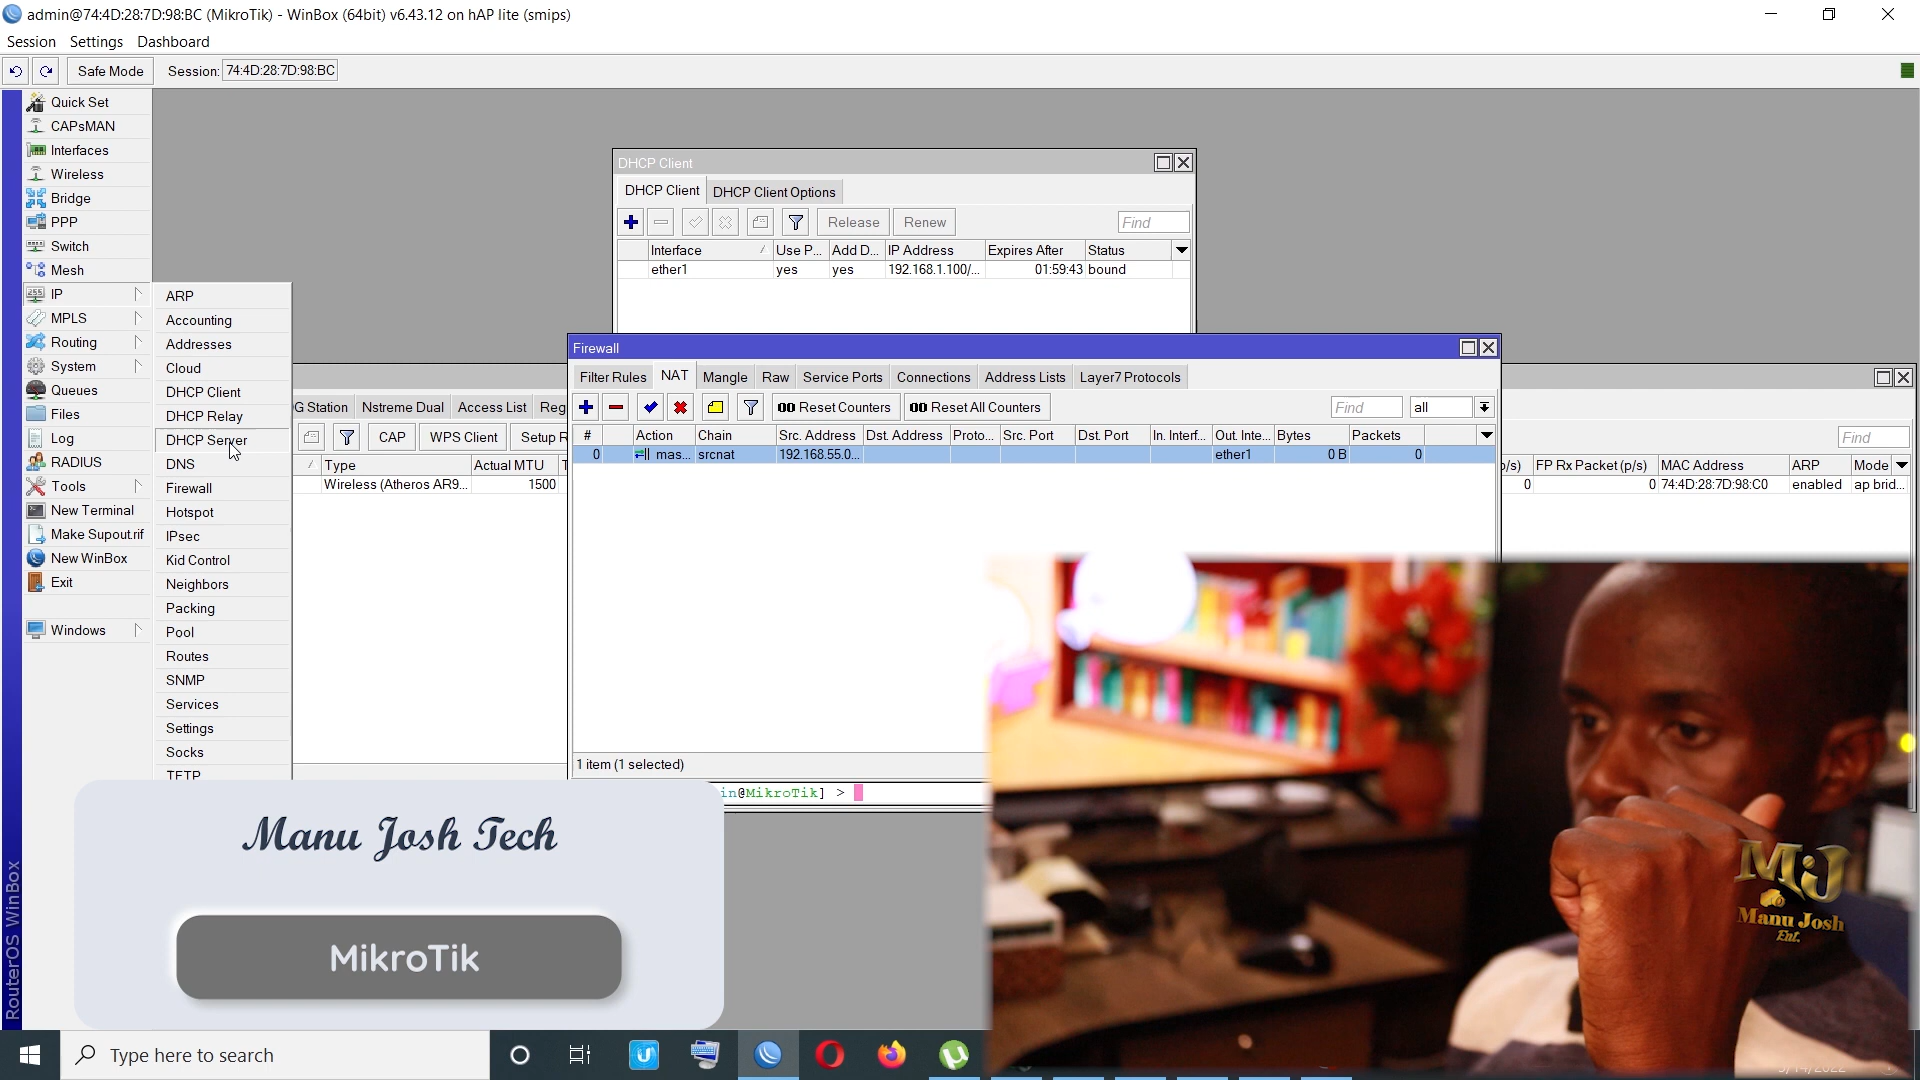 admin@74:4D:28:7D:98:BC (MikroTik) - WinBox (64bit) v6.43.12 on hAP lite (smips)
Session Settings Dashboard
Safe Mode Session: 74:4D:28:7D:98:BC
Quick Set
CAPsMAN
Interfaces
Wireless
Bridge
PPP
Switch
Mesh
IP
MPLS
Routing
System
Queues
Files
Log
RADIUS
Tools
New Terminal
Make Supout.rif
New WinBox
Exit
Windows
RouterOS WinBox
ARP
Accounting
Addresses
Cloud
DHCP Client
DHCP Relay
DHCP Server
DNS
Firewall
Hotspot
IPsec
Kid Control
Neighbors
Packing
Pool
Routes
SNMP
Services
Settings
Socks
TFTP
DHCP Client
DHCP Client DHCP Client Options
Release Renew Find
Interface Use P... Add D... IP Address Expires After Status
ether1 yes yes 192.168.1.100/... 01:59:43 bound
G Station Nstreme Dual Access List Reg
CAP WPS Client Setup R
Type Actual MTU
Wireless (Atheros AR9... 1500
Firewall
Filter Rules NAT Mangle Raw Service Ports Connections Address Lists Layer7 Protocols
00 Reset Counters 00 Reset All Counters Find all
# Action Chain Src. Address Dst. Address Proto... Src. Port Dst. Port In. Interf... Out. Inte... Bytes Packets
0 mas... srcnat 192.168.55.0... ether1 0 B 0
1 item (1 selected)
in@MikroTik] >
Find
/s) FP Rx Packet (p/s) MAC Address ARP Mode
0 0 74:4D:28:7D:98:C0 enabled ap brid...
Manu Josh Tech
MikroTik
MJ
Manu Josh
Ent.
Type here to search